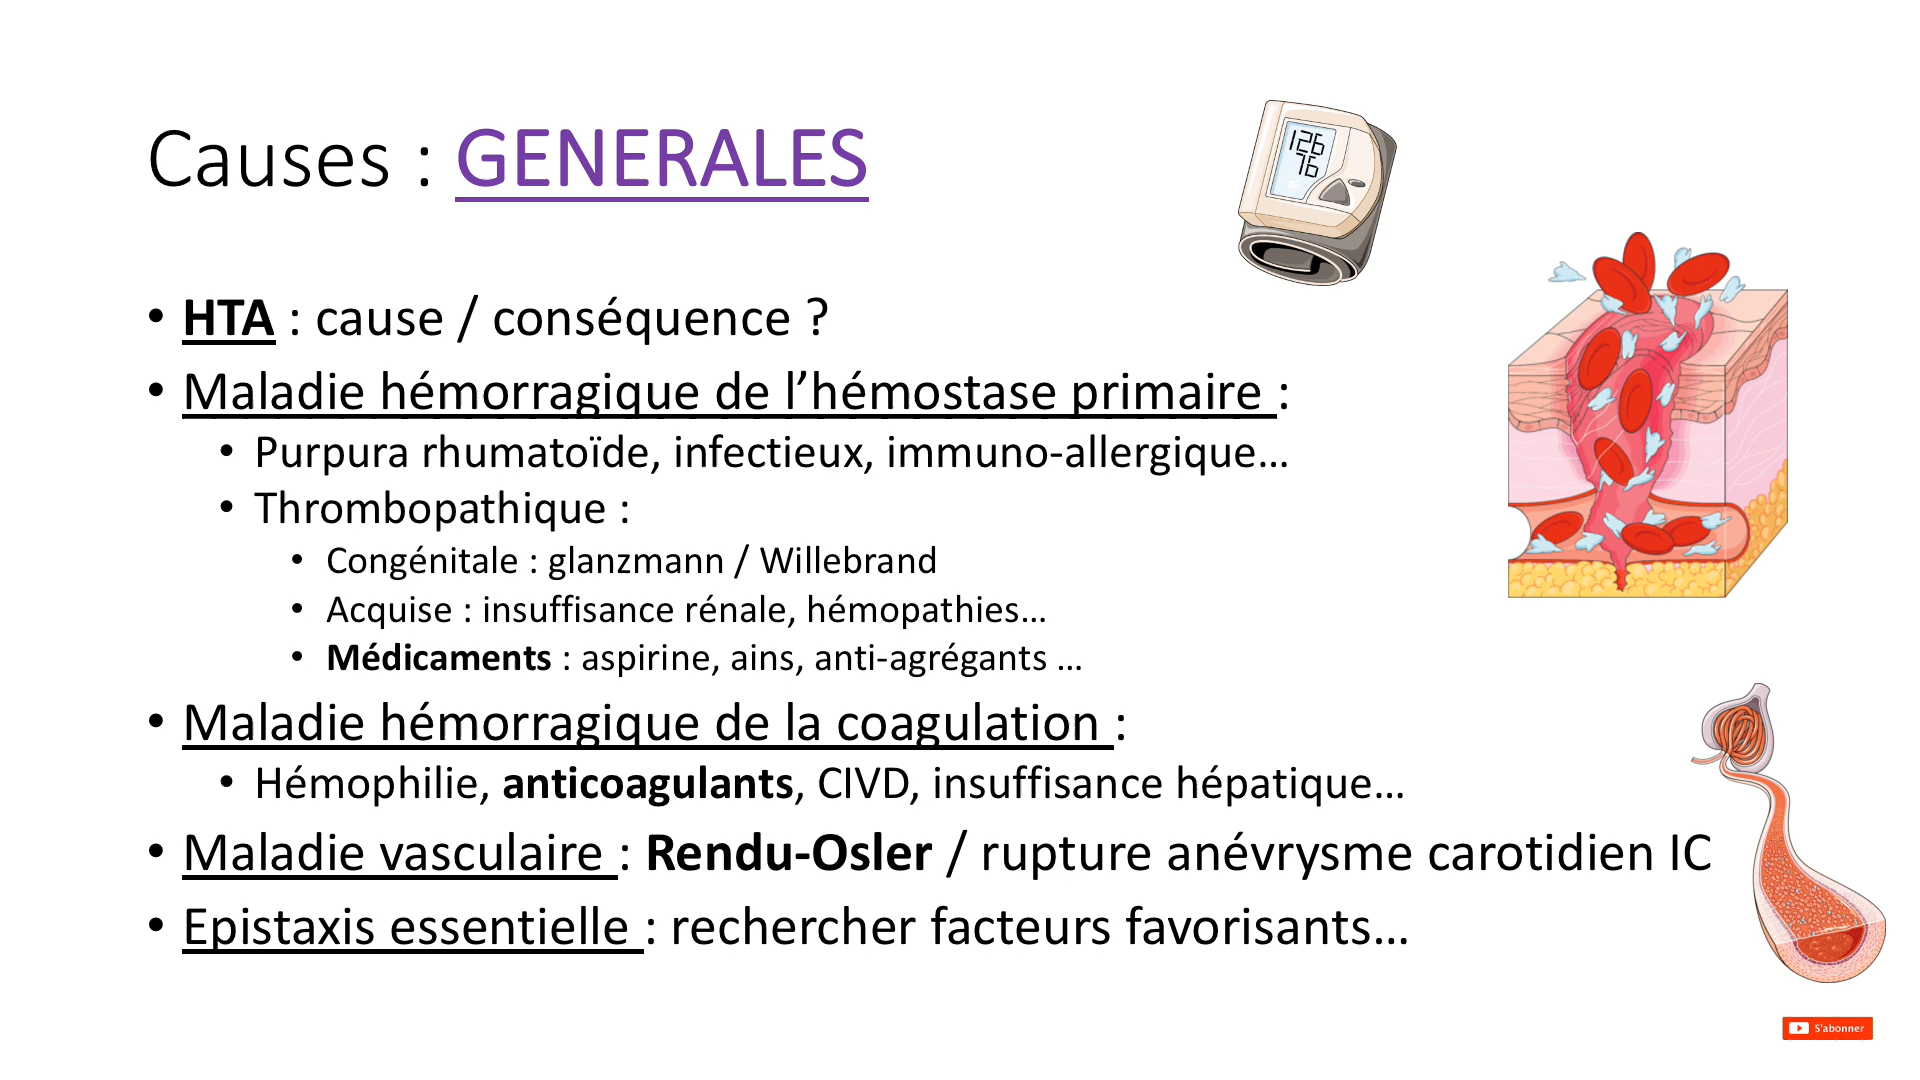 Causes : GENERALES
126
76
• HTA : cause / conséquence ?
• Maladie hémorragique de l’hémostase primaire :
• Purpura rhumatoïde, infectieux, immuno-allergique…
• Thrombopathique :
• Congénitale : glanzmann / Willebrand
• Acquise : insuffisance rénale, hémopathies…
• Médicaments : aspirine, ains, anti-agrégants …
• Maladie hémorragique de la coagulation :
• Hémophilie, anticoagulants, CIVD, insuffisance hépatique…
• Maladie vasculaire : Rendu-Osler / rupture anévrysme carotidien IC
• Epistaxis essentielle : rechercher facteurs favorisants…
S'abonner